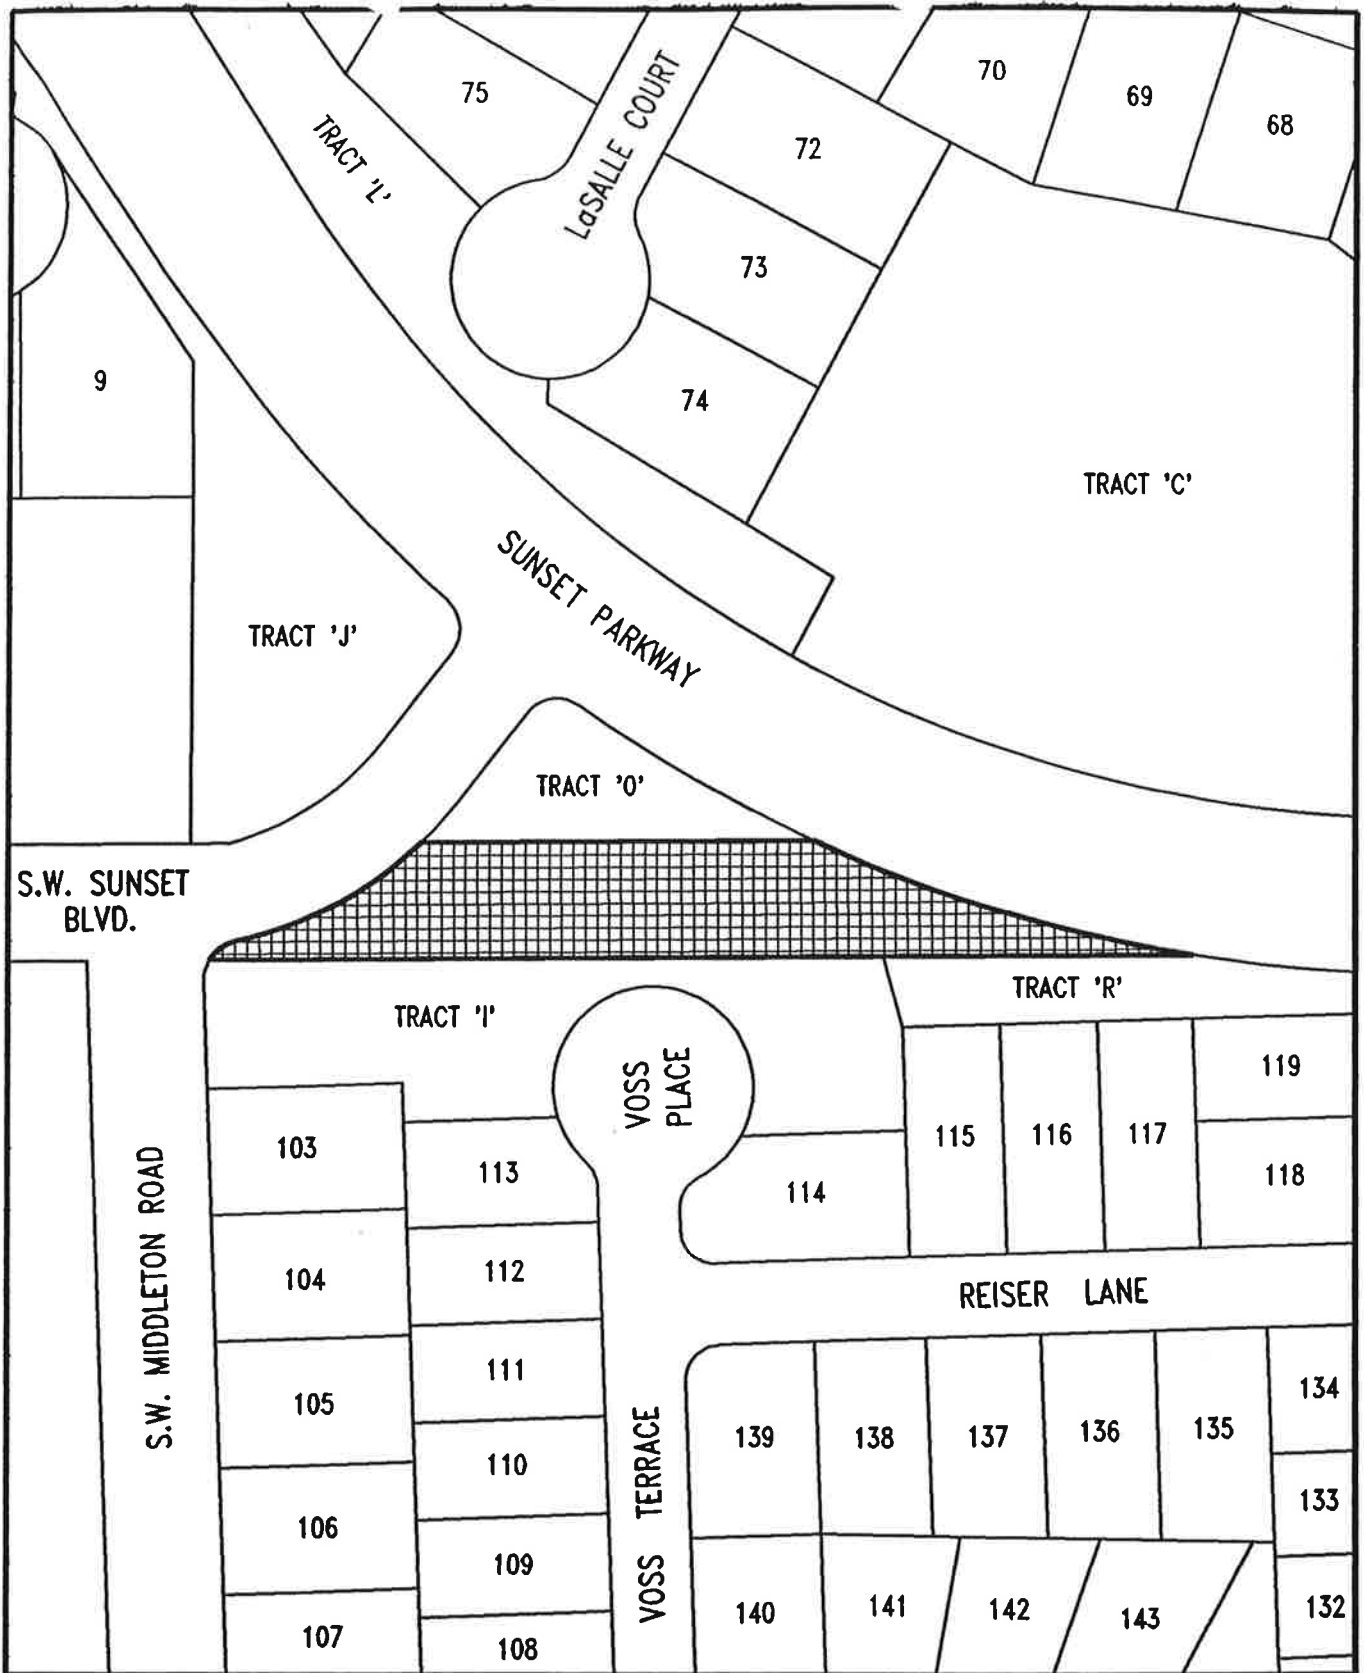 75
LaSALLE COURT
70
69
68
72
TRACT 'L'
73
9
74
TRACT 'C'
SUNSET PARKWAY
TRACT 'J'
TRACT 'O'
S.W. SUNSET
BLVD.
TRACT 'I'
TRACT 'R'
VOSS
PLACE
119
103
113
114
115
116
117
118
S.W. MIDDLETON ROAD
104
112
REISER LANE
105
111
134
139
138
137
136
135
110
VOSS TERRACE
106
133
109
107
108
140
141
142
143
132